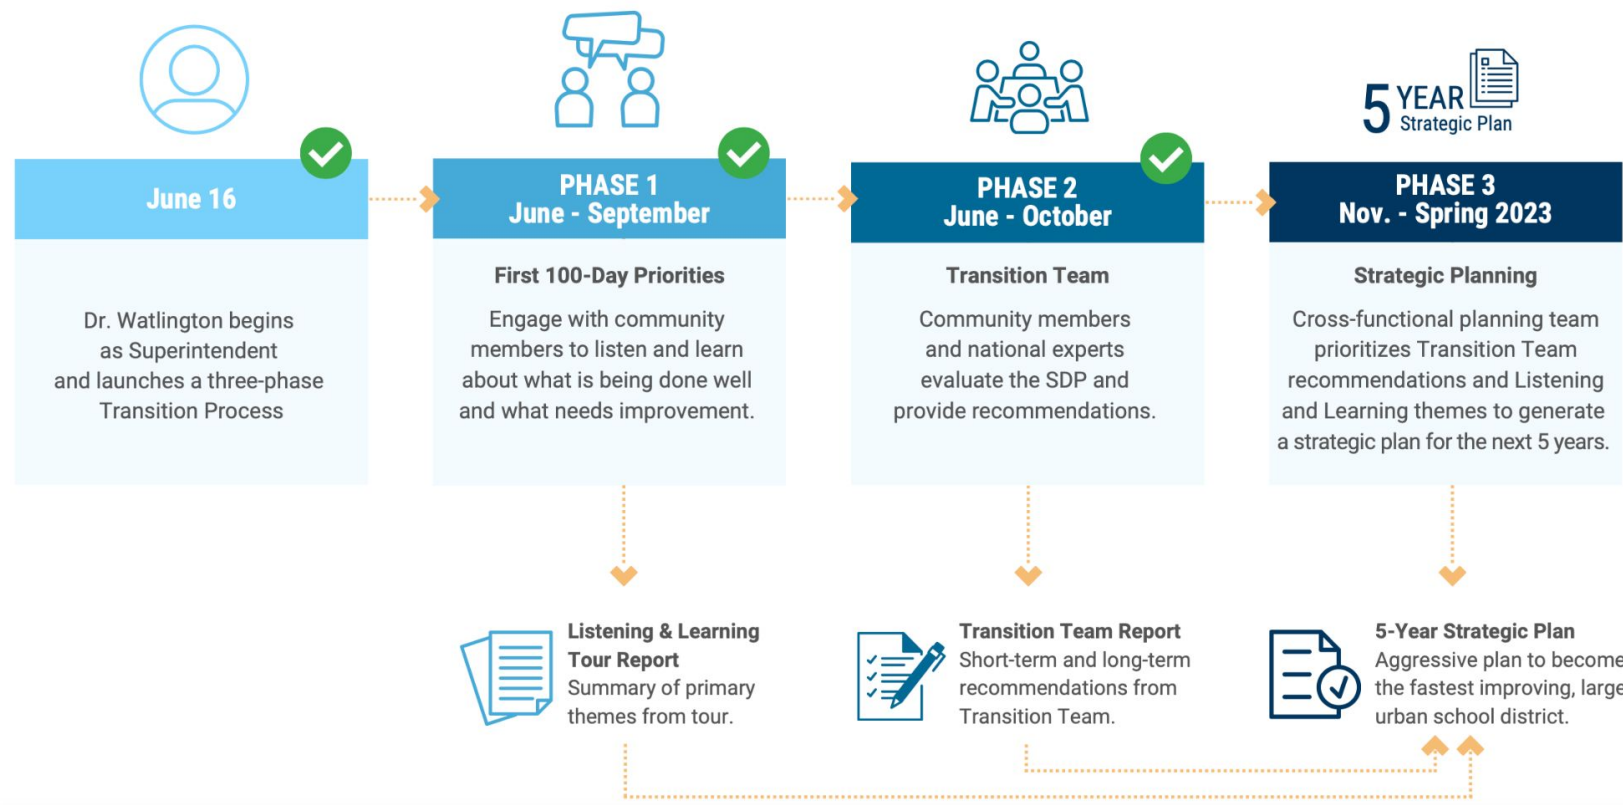 5 YEAR
Strategic Plan
June 16
Dr. Watlington begins
as Superintendent
and launches a three-phase
Transition Process
PHASE 1
June - September
First 100-Day Priorities
Engage with community
members to listen and learn
about what is being done well
and what needs improvement.
PHASE 2
June - October
Transition Team
Community members
and national experts
evaluate the SDP and
provide recommendations.
PHASE 3
Nov. - Spring 2023
Strategic Planning
Cross-functional planning team
prioritizes Transition Team
recommendations and Listening
and Learning themes to generate
a strategic plan for the next 5 years.
Listening & Learning
Tour Report
Summary of primary
themes from tour.
Transition Team Report
Short-term and long-term
recommendations from
Transition Team.
5-Year Strategic Plan
Aggressive plan to become
the fastest improving, large
urban school district.